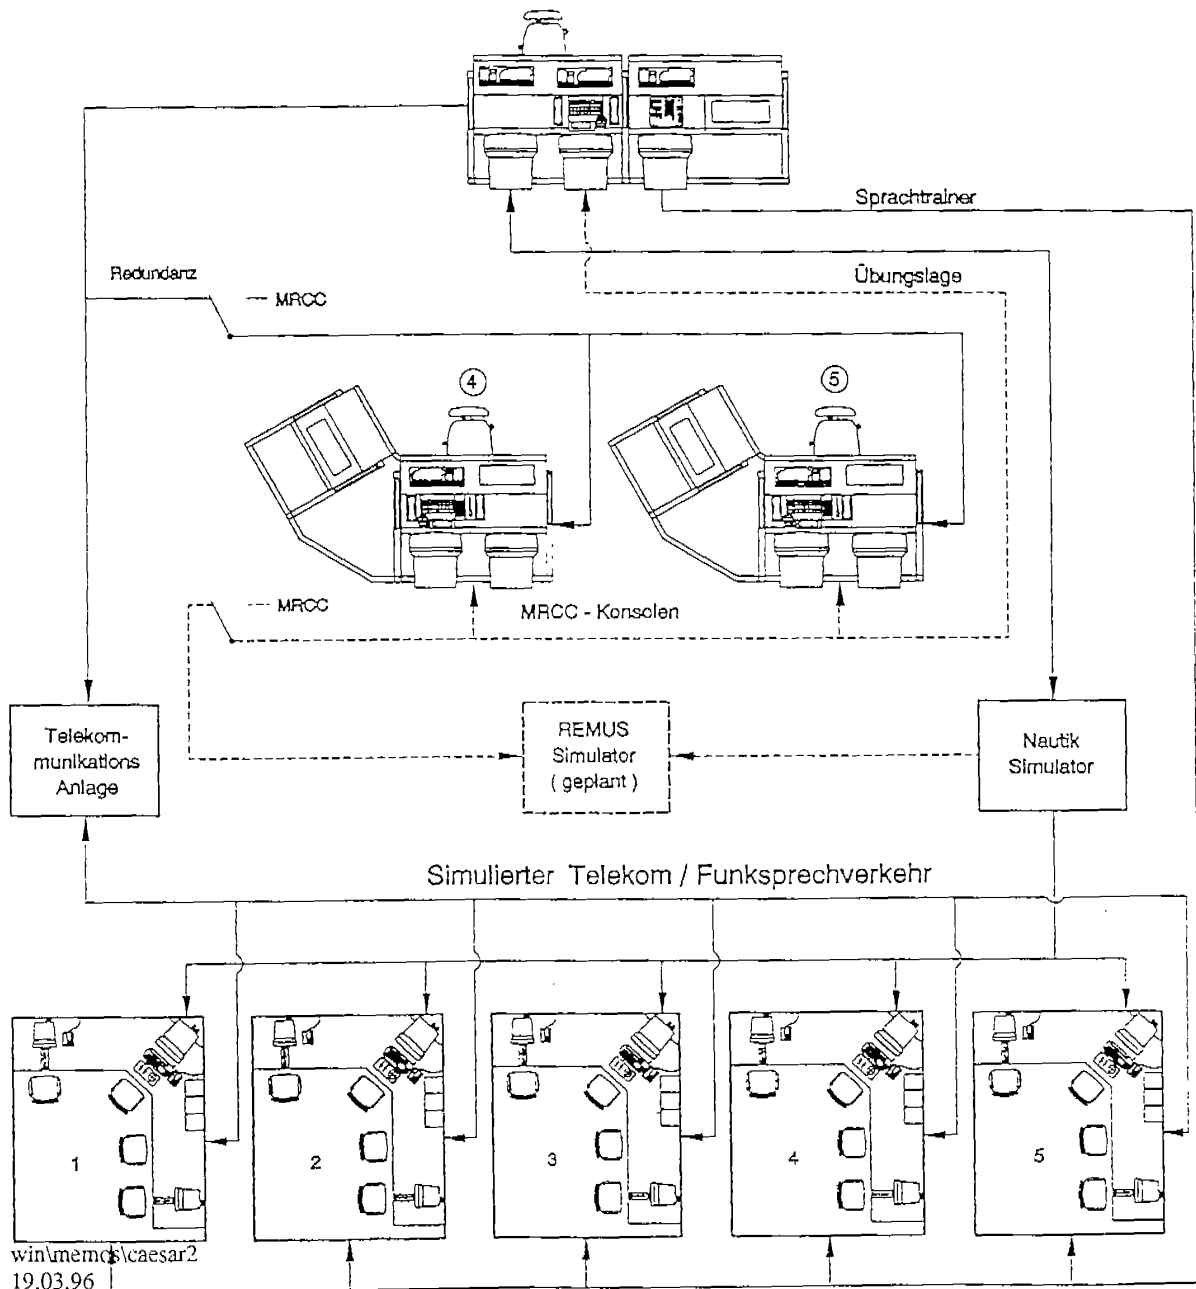 Sprachtrainer
Redundanz
MRCC
Übungslage
4
5
MRCC
MRCC - Konsolen
Telekom-
munikations
Anlage
REMUS
Simulator
( geplant )
Nautik
Simulator
Simulierter Telekom / Funksprechverkehr
1
2
3
4
5
win\memos\caesar2
19.03.96